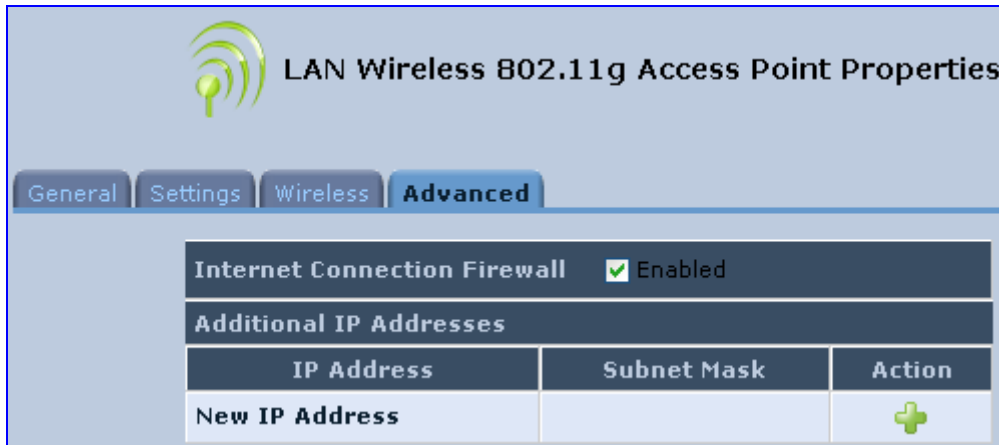 LAN Wireless 802.11g Access Point Properties
General Settings Wireless Advanced
Internet Connection Firewall Enabled
Additional IP Addresses
IP Address Subnet Mask Action
New IP Address